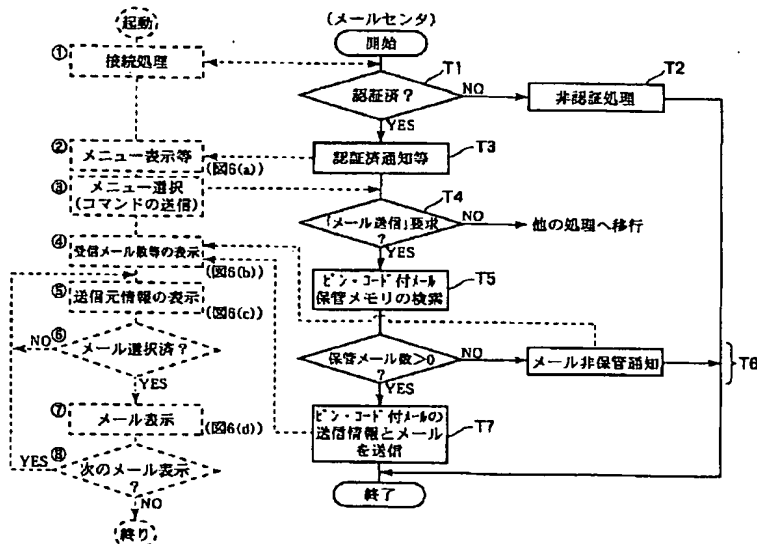 起動
① 接続処理
② メニュー表示等
(図6(a))
③ メニュー選択
(コマンドの送信)
④ 受信メール数等の表示
(図6(b))
⑤ 送信元情報の表示
(図6(c))
⑥ メール選択済?
NO
YES
⑦ メール表示
(図6(d))
⑧ 次のメール表示
?
YES
NO
終り
(メールセンタ)
開始
T1
認証済?
NO
T2
非認証処理
YES
認証済通知等
T3
T4
「メール送信」要求
?
NO
他の処理へ移行
YES
ピン・コード付メール
保管メモリの検索
T5
保管メール数>0
?
NO
メール非保管通知
T6
YES
ピン・コード付メールの
送信情報とメール
を送信
T7
終了